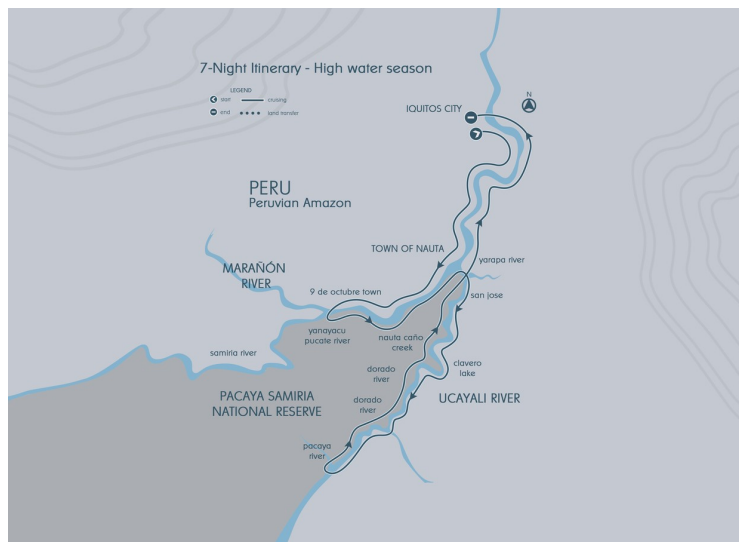 7-Night Itinerary - High water season
LEGEND
start
cruising
end
land transfer
N
IQUITOS CITY
PERU
Peruvian Amazon
TOWN OF NAUTA
yarapa river
MARAÑÓN
RIVER
9 de octubre town
san jose
yanayacu
pucate river
nauta caño
creek
samiria river
clavero
lake
dorado
river
PACAYA SAMIRIA
NATIONAL RESERVE
dorado
river
UCAYALI RIVER
pacaya
river